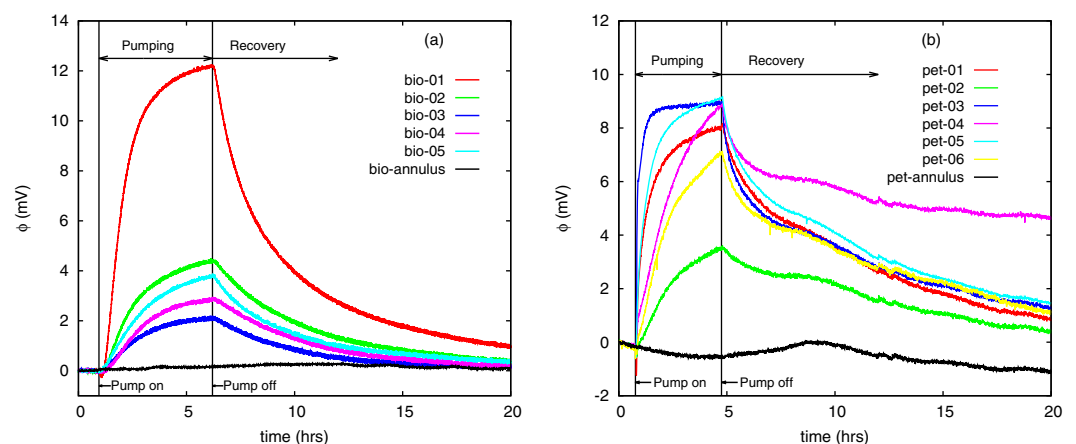 14
12
10
8
6
4
2
0
ϕ (mV)
(a)
Pumping
Recovery
bio-01
bio-02
bio-03
bio-04
bio-05
bio-annulus
Pump on
Pump off
0
5
10
15
20
time (hrs)
12
10
8
6
4
2
0
-2
ϕ (mV)
(b)
Pumping
Recovery
pet-01
pet-02
pet-03
pet-04
pet-05
pet-06
pet-annulus
Pump on
Pump off
0
5
10
15
20
time (hrs)